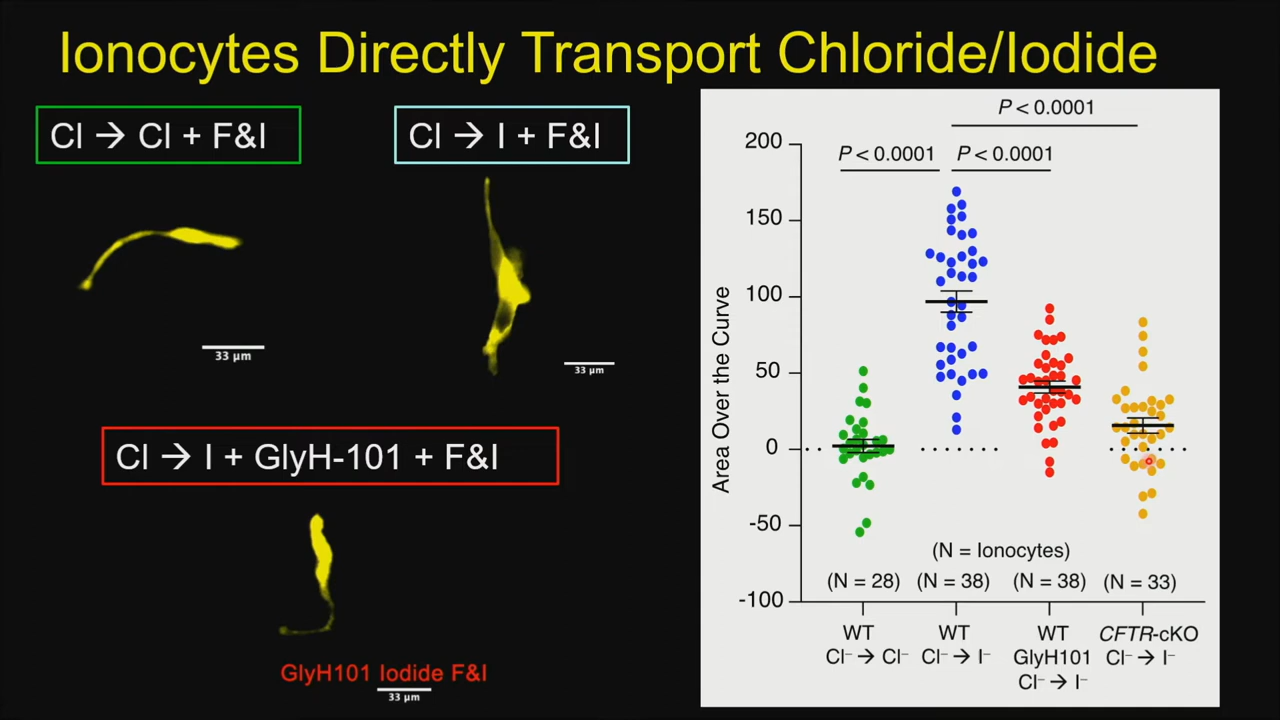 Ionocytes Directly Transport Chloride/Iodide
Cl → Cl + F&I
Cl → I + F&I
33 µm
33 µm
Cl → I + GlyH-101 + F&I
GlyH101 Iodide F&I
33 µm
P < 0.0001
P < 0.0001
P < 0.0001
200
150
100
50
0
-50
-100
Area Over the Curve
(N = Ionocytes)
(N = 28)
(N = 38)
(N = 38)
(N = 33)
WT
Cl⁻ → Cl⁻
WT
Cl⁻ → I⁻
WT
GlyH101
Cl⁻ → I⁻
CFTR-cKO
Cl⁻ → I⁻